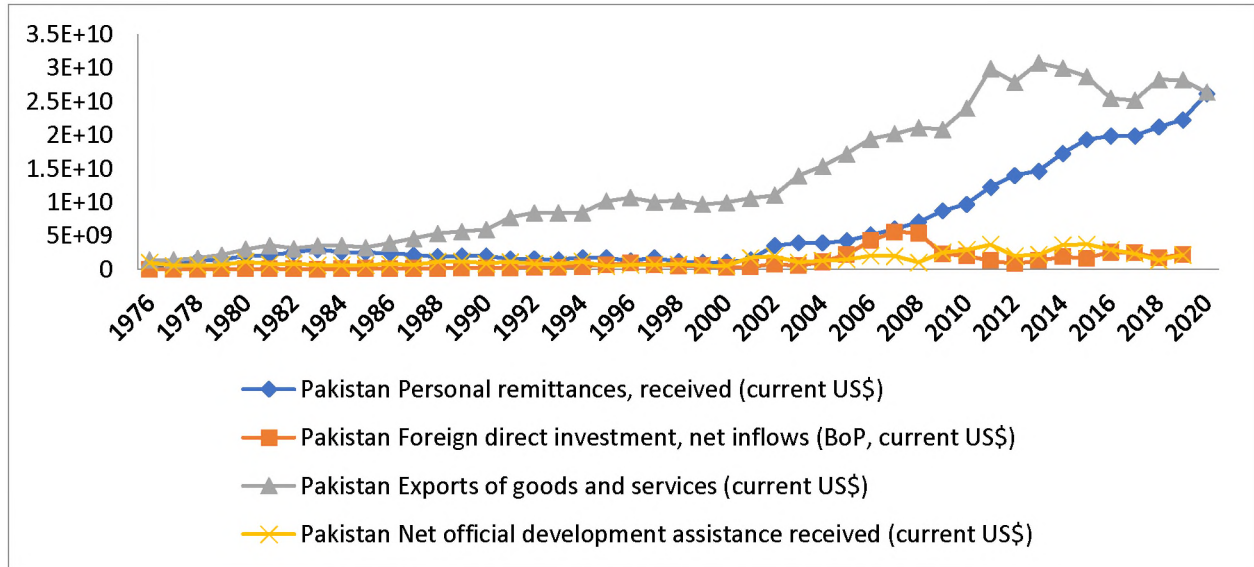 3.5E+10
3E+10
2.5E+10
2E+10
1.5E+10
1E+10
5E+09
0
1976 1978 1980 1982 1984 1986 1988 1990 1992 1994 1996 1998 2000 2002 2004 2006 2008 2010 2012 2014 2016 2018 2020
Pakistan Personal remittances, received (current US$)
Pakistan Foreign direct investment, net inflows (BoP, current US$)
Pakistan Exports of goods and services (current US$)
Pakistan Net official development assistance received (current US$)